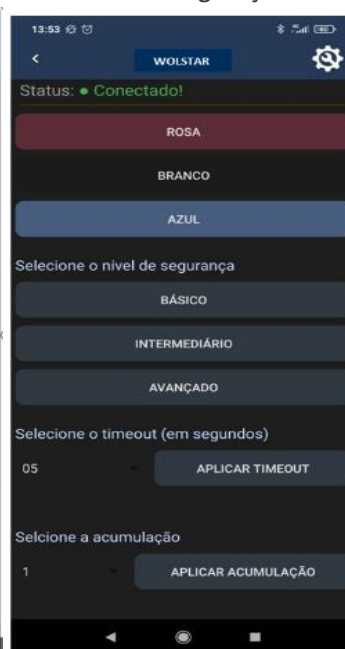 13:53
WOLSTAR
Status: ● Conectado!
ROSA
BRANCO
AZUL
Selecione o nivel de segurança
BÁSICO
INTERMEDIÁRIO
AVANÇADO
Selecione o timeout (em segundos)
05 APLICAR TIMEOUT
Selcione a acumulação
1 APLICAR ACUMULAÇÃO